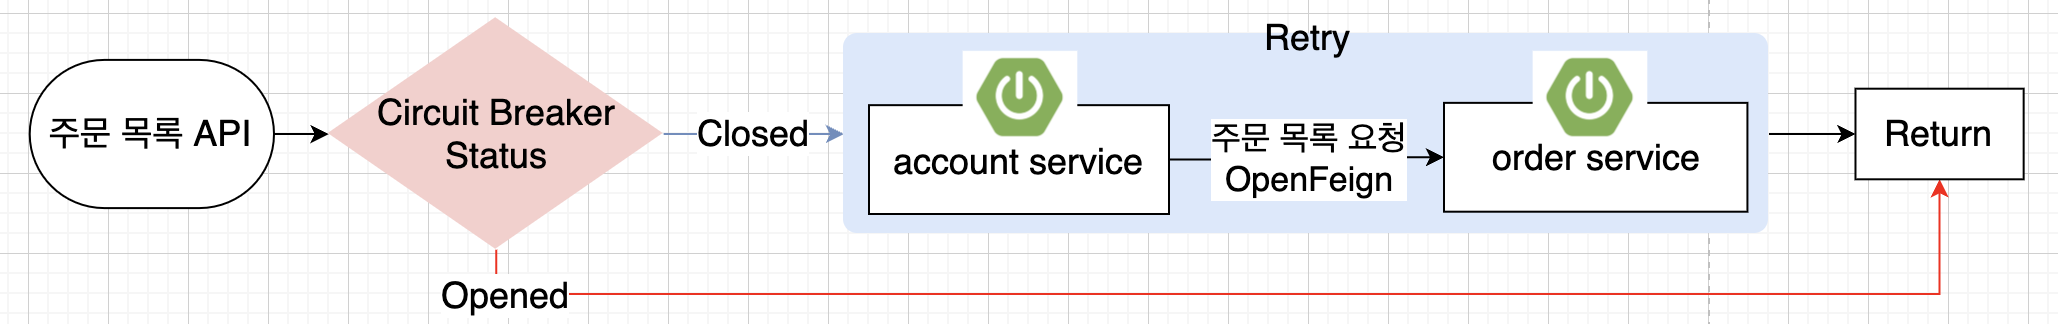 주문 목록 API
Circuit Breaker
Status
Closed
Opened
Retry
account service
주문 목록 요청
OpenFeign
order service
Return